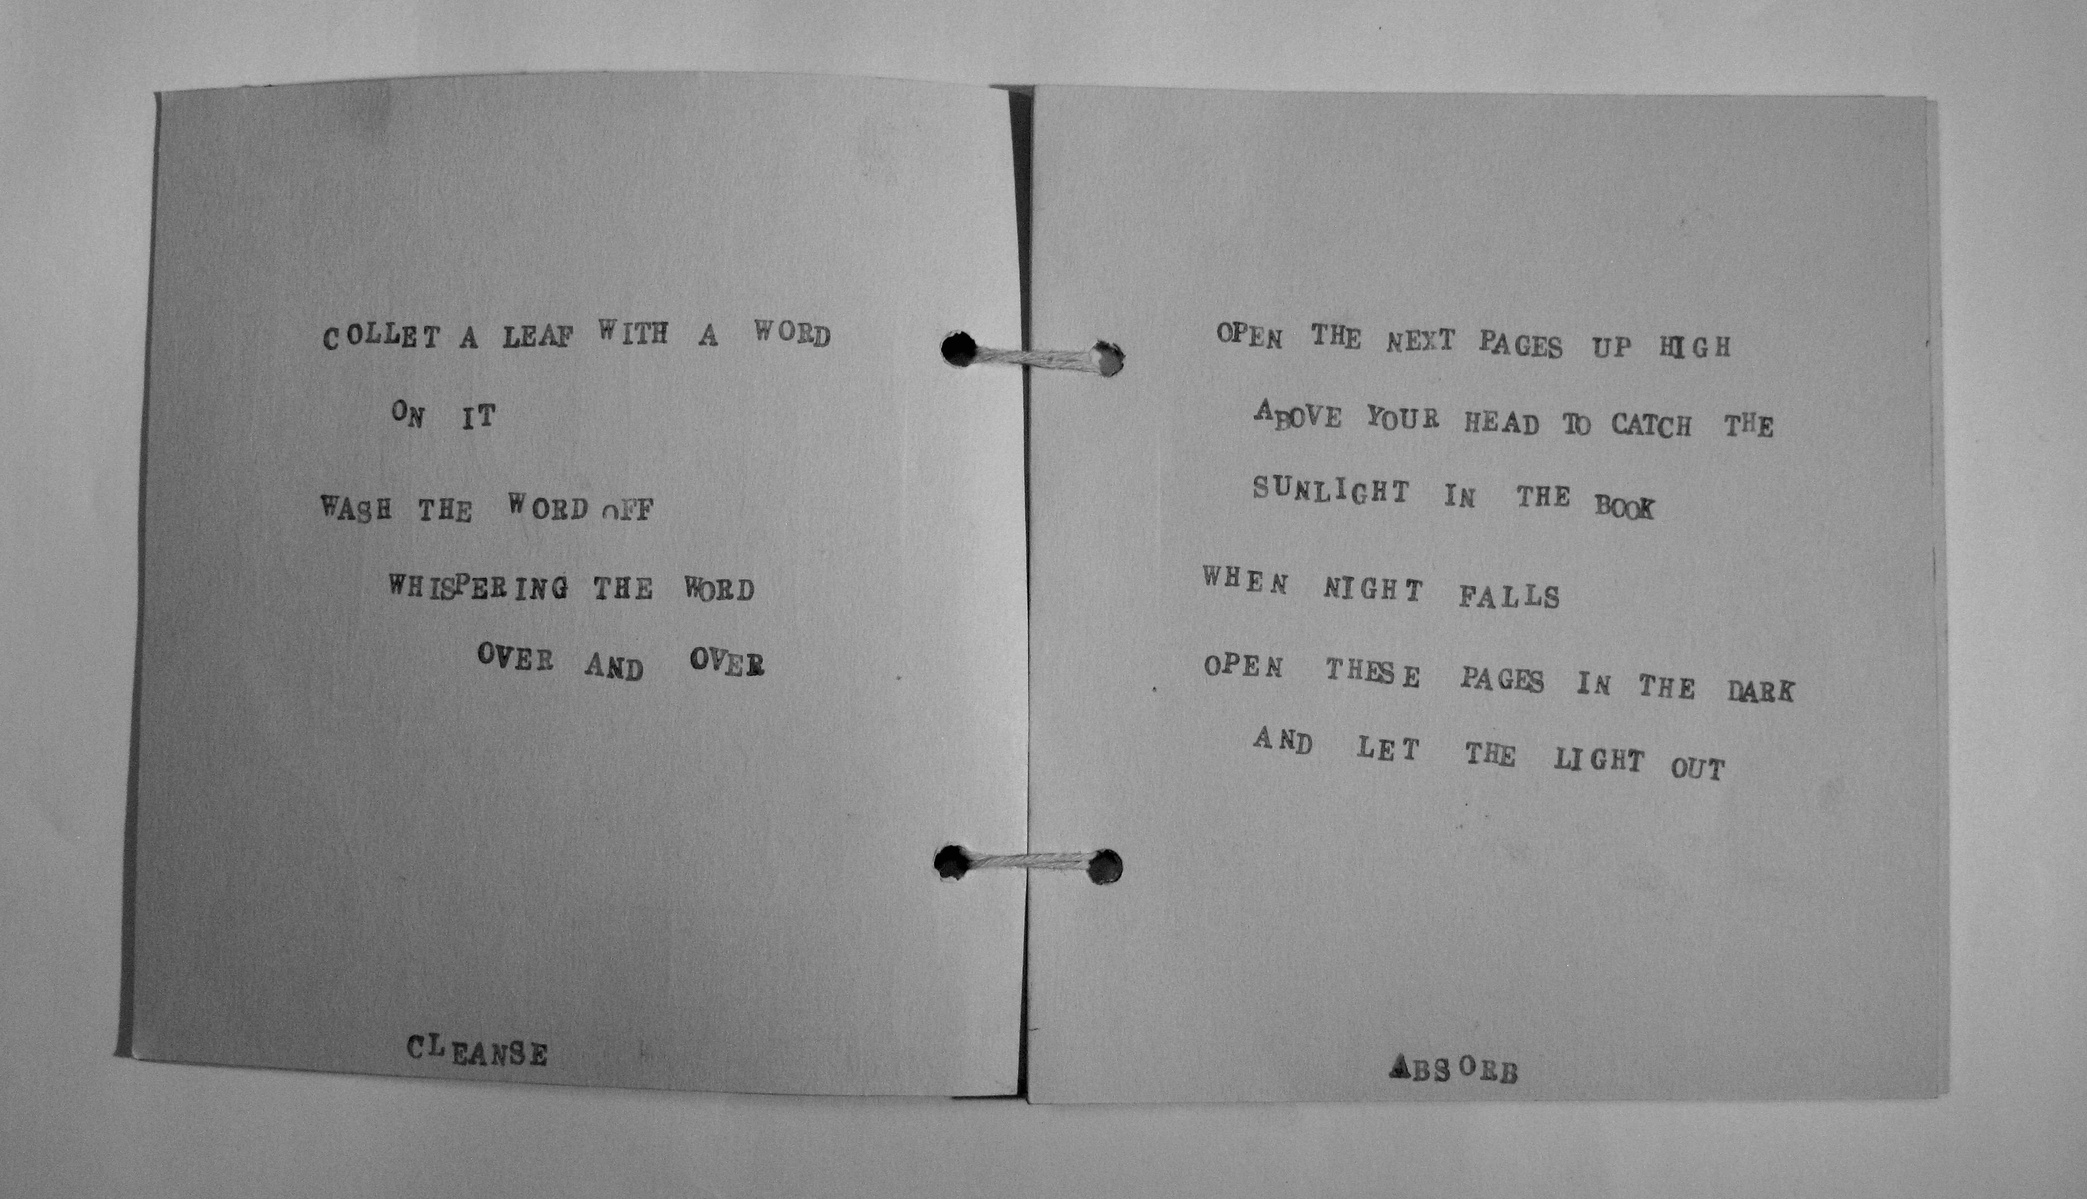 COLLET A LEAF WITH A WORD
ON IT
WASH THE WORD OFF
WHISPERING THE WORD
OVER AND OVER
CLEANSE
OPEN THE NEXT PAGES UP HIGH
ABOVE YOUR HEAD TO CATCH THE
SUNLIGHT IN THE BOOK
WHEN NIGHT FALLS
OPEN THESE PAGES IN THE DARK
AND LET THE LIGHT OUT
ABSORB